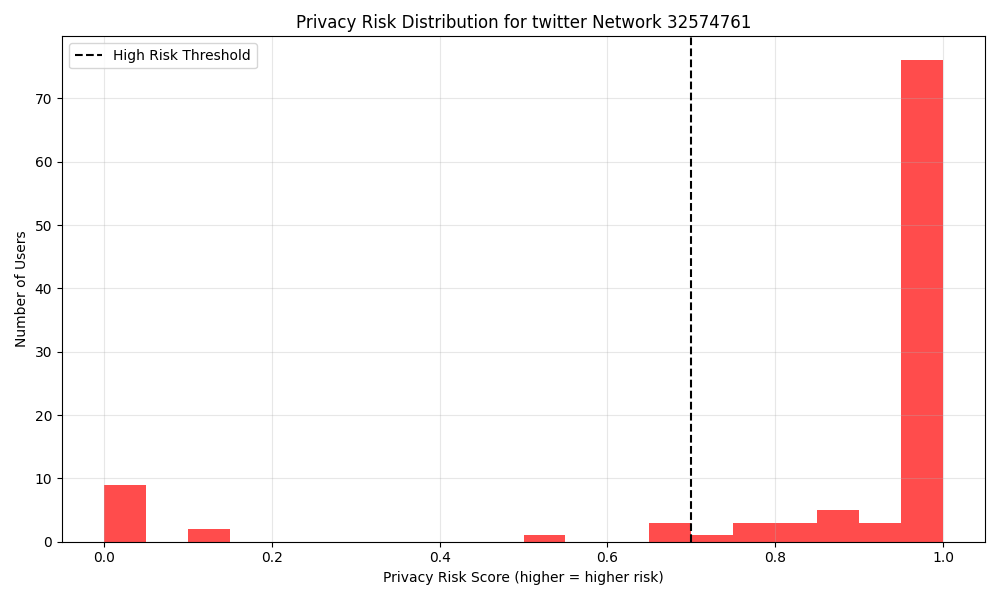 Privacy Risk Distribution for twitter Network 32574761
High Risk Threshold
Number of Users
70
60
50
40
30
20
10
0
0.0 0.2 0.4 0.6 0.8 1.0
Privacy Risk Score (higher = higher risk)